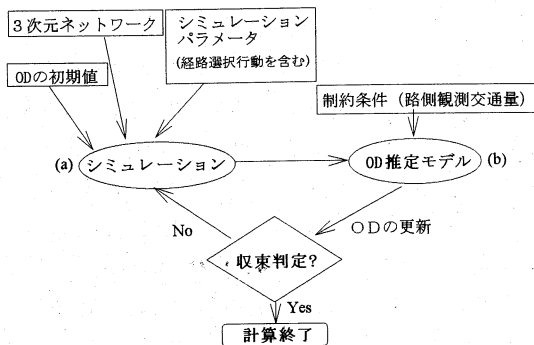 3次元ネットワーク
シミュレーション
パラメータ
(経路選択行動を含む)
ODの初期値
制約条件（路側観測交通量）
(a)
シミュレーション
OD推定モデル
(b)
No
ODの更新
収束判定?
Yes
計算終了